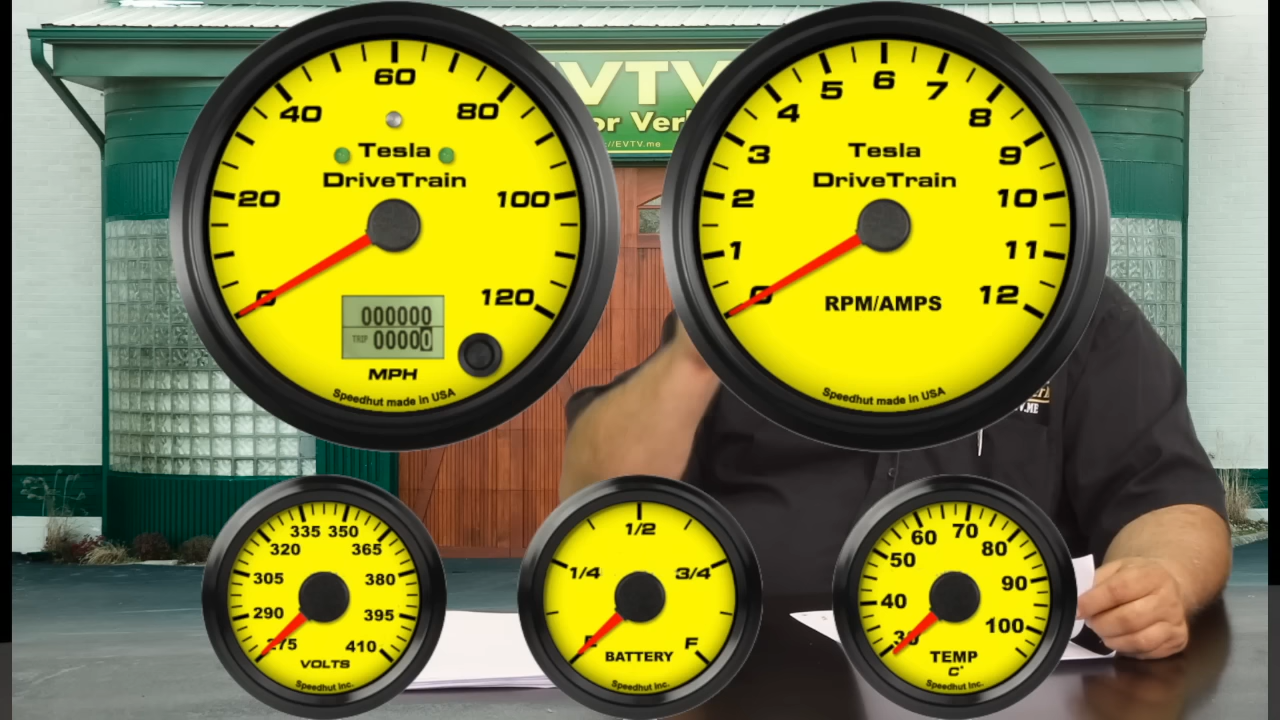 EVTV
or Ver
//EVTV.me
60
40
80
Tesla
DriveTrain
20
100
0
120
000000
TRIP 00000
MPH
Speedhut made in USA
6
5
7
4
8
Tesla
3
9
DriveTrain
2
10
1
11
0
12
RPM/AMPS
Speedhut made in USA
V.ME
335 350
320
365
305
380
290
395
275
410
VOLTS
Speedhut Inc.
1/2
1/4
3/4
E
F
BATTERY
Speedhut Inc.
70
60
80
50
90
40
100
30
TEMP
C°
Speedhut Inc.